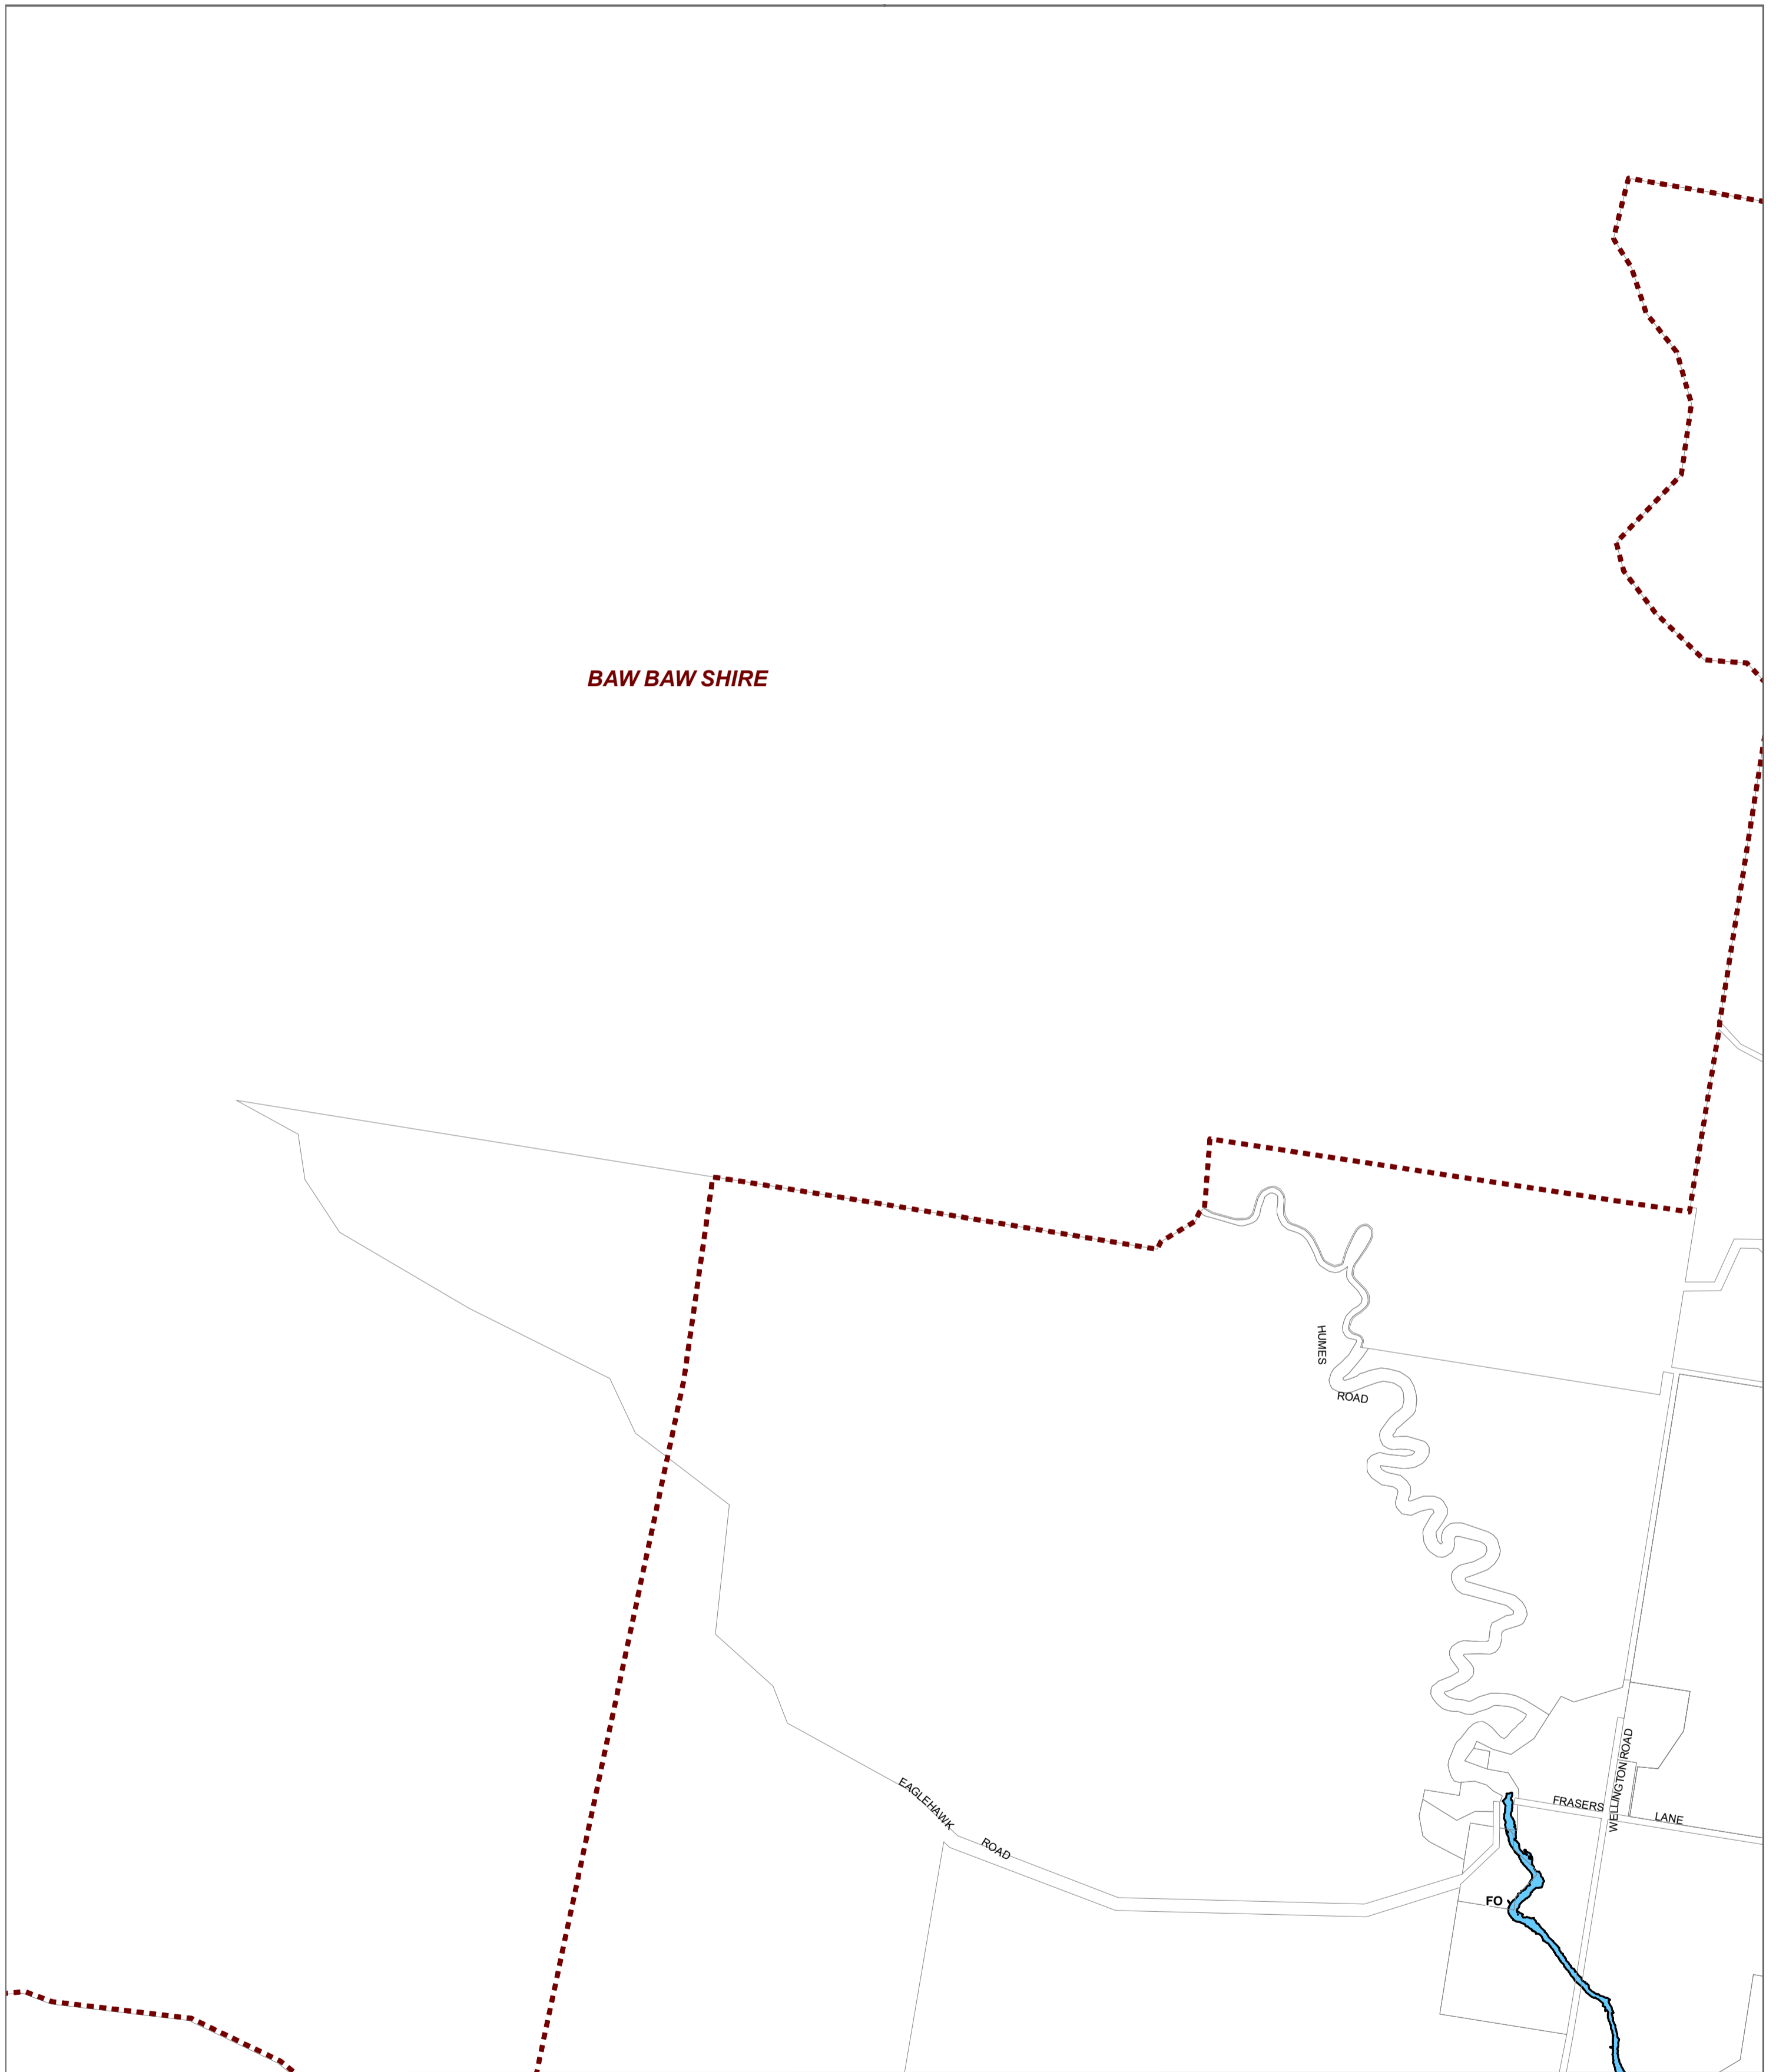 BAW BAW SHIRE
HUMES
ROAD
WELLINGTON ROAD
EAGLEHAWK
ROAD
FRASERS
LANE
FO